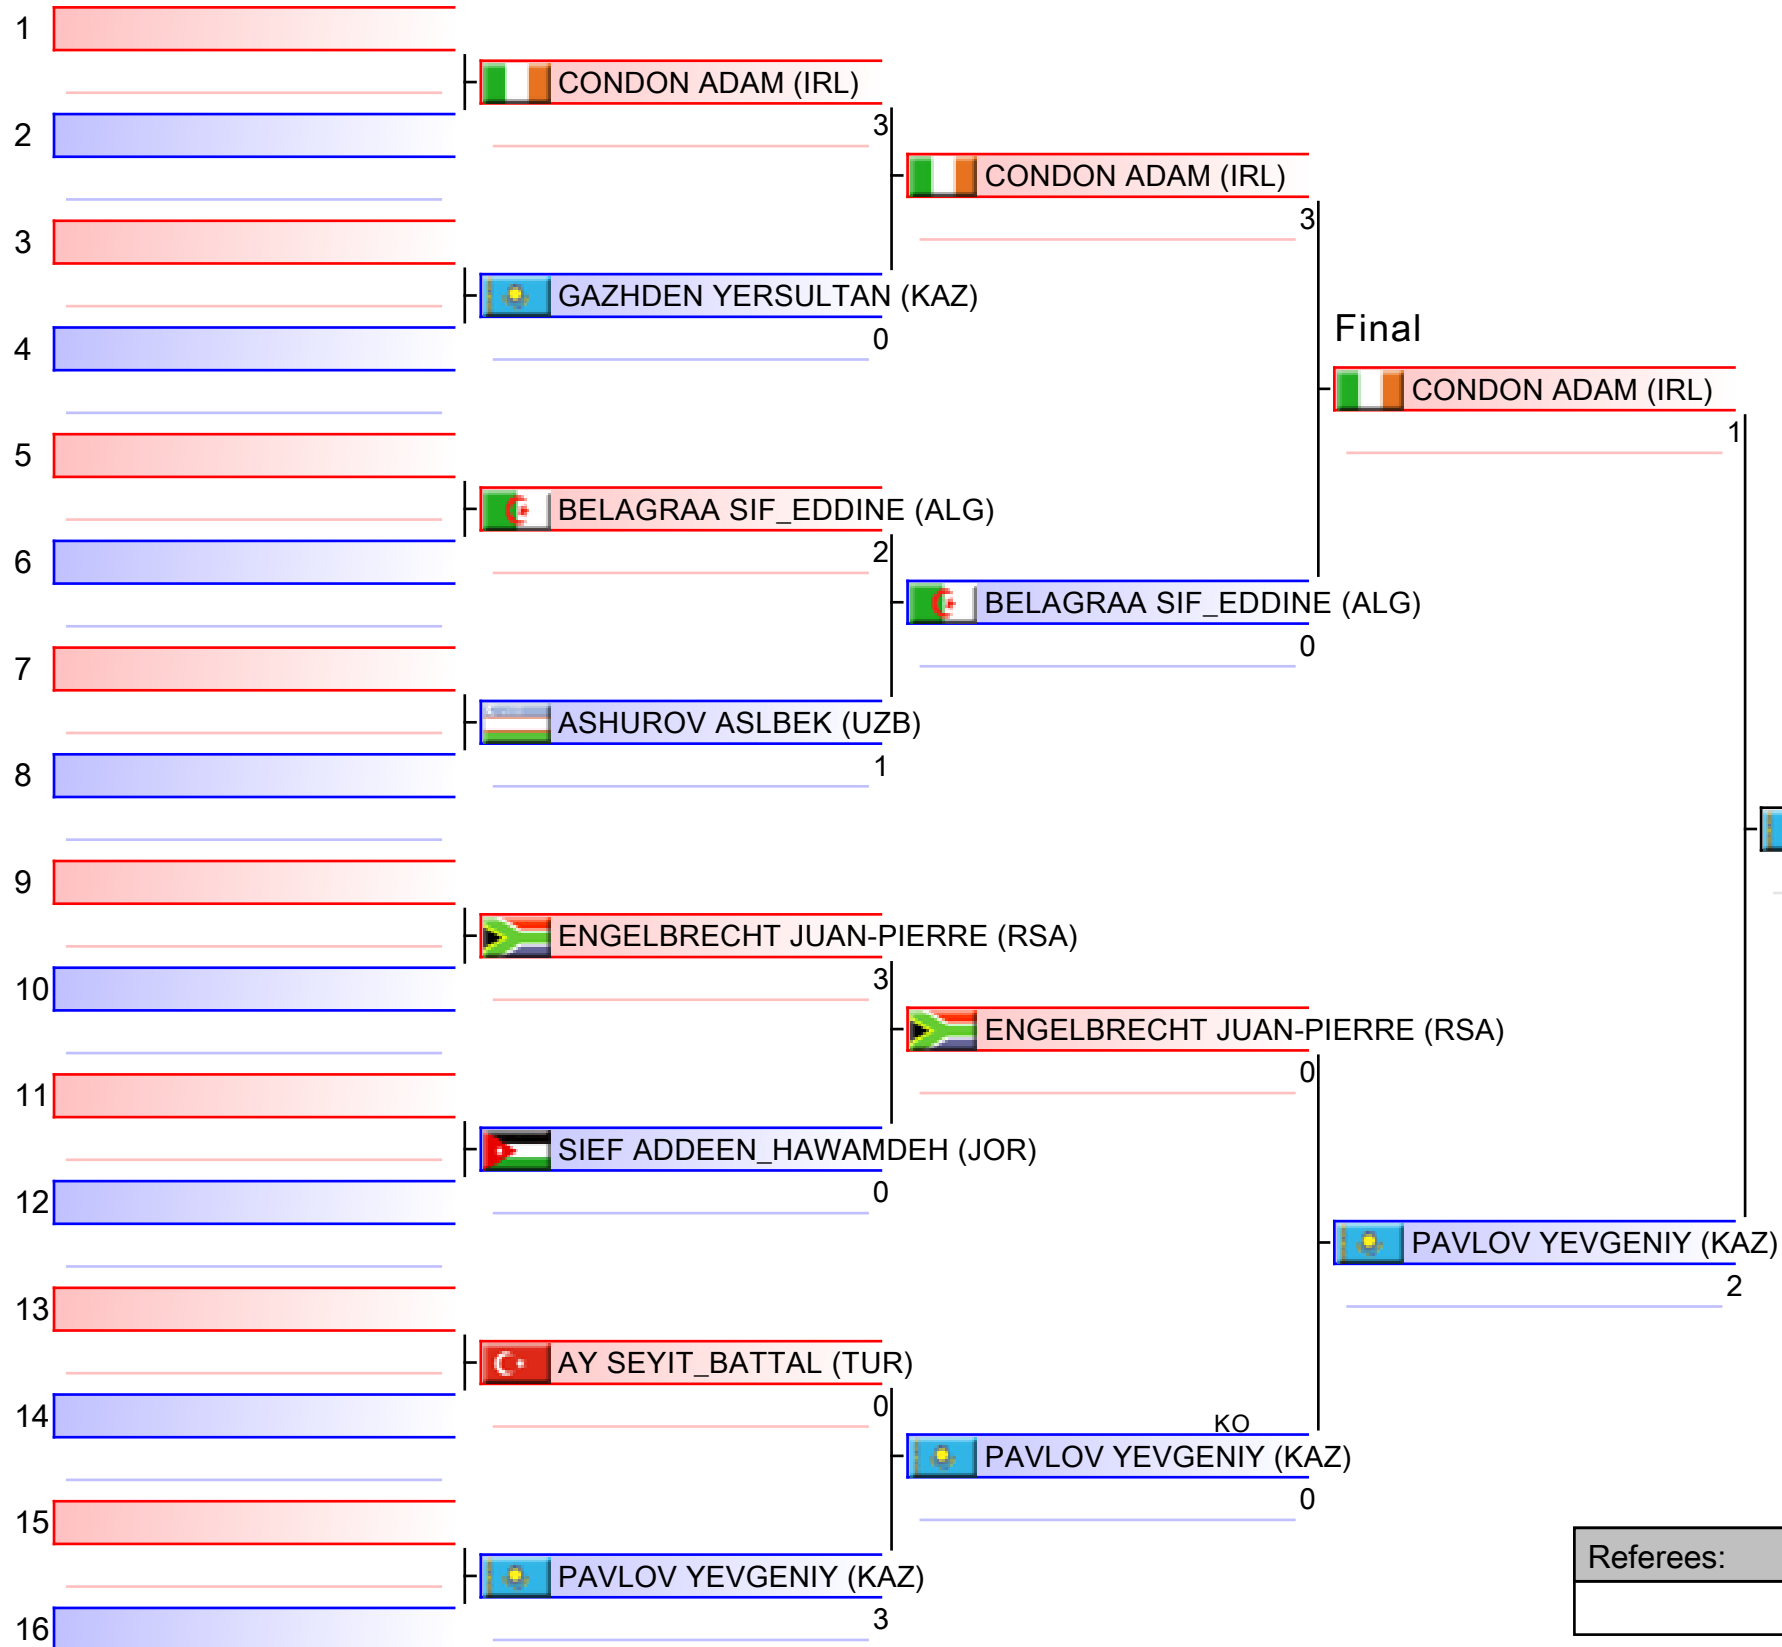 1
CONDON ADAM (IRL)
3
2
CONDON ADAM (IRL)
3
3
GAZHDEN YERSULTAN (KAZ)
0
4
Final
CONDON ADAM (IRL)
1
5
BELAGRAA SIF_EDDINE (ALG)
2
6
BELAGRAA SIF_EDDINE (ALG)
0
7
ASHUROV ASLBEK (UZB)
1
8
9
ENGELBRECHT JUAN-PIERRE (RSA)
3
10
ENGELBRECHT JUAN-PIERRE (RSA)
0
11
SIEF ADDEEN_HAWAMDEH (JOR)
0
12
PAVLOV YEVGENIY (KAZ)
2
13
AY SEYIT_BATTAL (TUR)
0
14
KO
PAVLOV YEVGENIY (KAZ)
0
15
PAVLOV YEVGENIY (KAZ)
3
16
Referees: